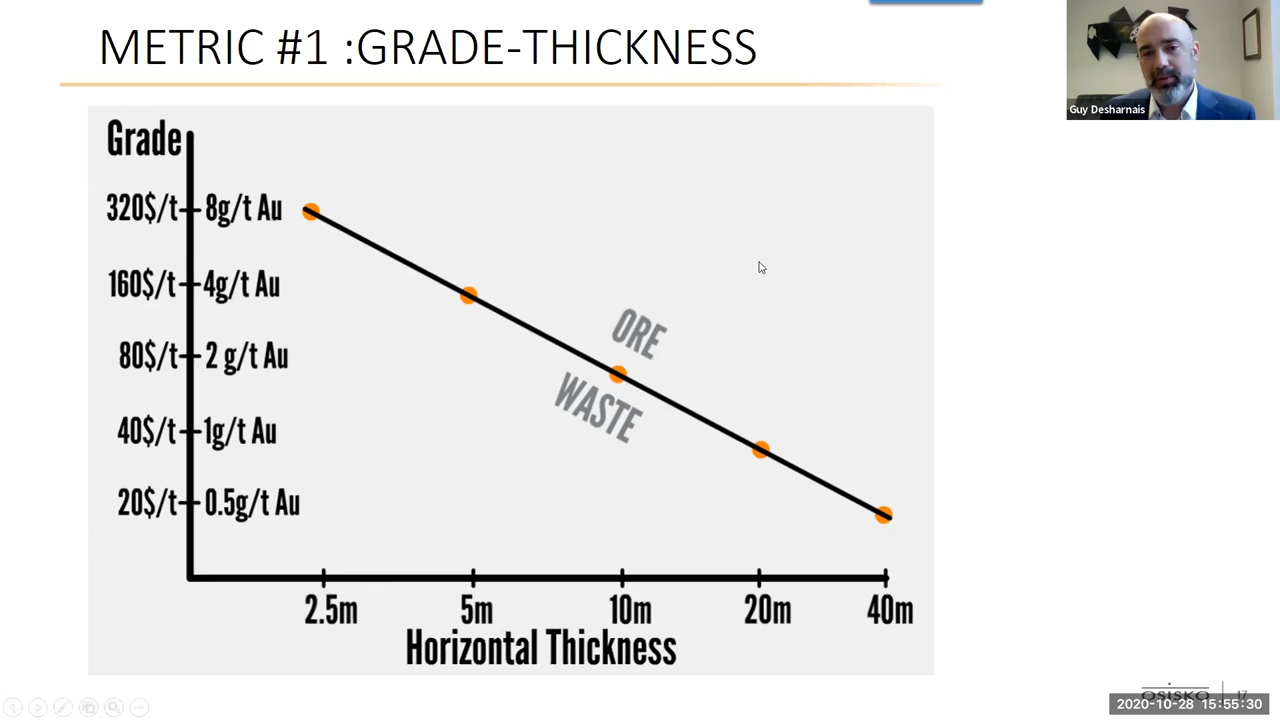 METRIC #1 :GRADE-THICKNESS
Guy Desharnais
Grade
320$/t 8g/t Au
160$/t 4g/t Au
80$/t 2 g/t Au
40$/t 1g/t Au
20$/t 0.5g/t Au
ORE
WASTE
2.5m 5m 10m 20m 40m
Horizontal Thickness
OSISKO 17
2020-10-28 15:55:30